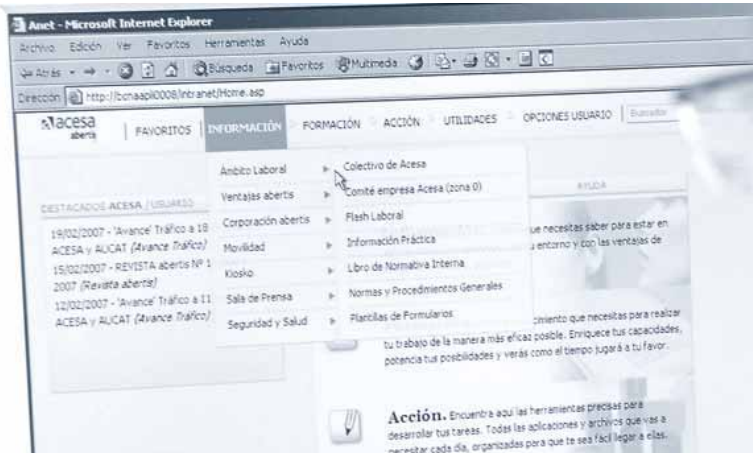 Anet - Microsoft Internet Explorer
Archivo Edición Ver Favoritos Herramientas Ayuda
Atrás Búsqueda Favoritos Multimedia
Dirección http://bcnaapli0008/intranet/Home.asp
acesa
abertis
FAVORITOS INFORMACIÓN FORMACIÓN ACCIÓN UTILIDADES OPCIONES USUARIO Buscador
Ámbito Laboral
Ventajas abertis
Corporación abertis
Movilidad
Kiosko
Sala de Prensa
Seguridad y Salud
Colectivo de Acesa
Comité empresa Acesa (zona 0)
Flash Laboral
Información Práctica
Libro de Normativa Interna
Normas y Procedimientos Generales
Plantillas de Formularios
DESTACADOS ACESA / USUARIO
19/02/2007 - 'Avance' Tráfico a 18
ACESA y AUCAT (Avance Tráfico)
15/02/2007 - REVISTA abertis Nº 1
2007 (Revista abertis)
12/02/2007 - 'Avance' Tráfico a 11
ACESA y AUCAT (Avance Tráfico)
AYUDA
que necesitas saber para estar en
u entorno y con las ventajas de
cimiento que necesitas para realizar
tu trabajo de la manera más eficaz posible. Enriquece tus capacidades,
potencia tus posibilidades y verás como el tiempo jugará a tu favor.
Acción. Encuentra aquí las herramientas precisas para
desarrollar tus tareas. Todas las aplicaciones y archivos que vas a
necesitar cada día, organizadas para que te sea fácil llegar a ellas.